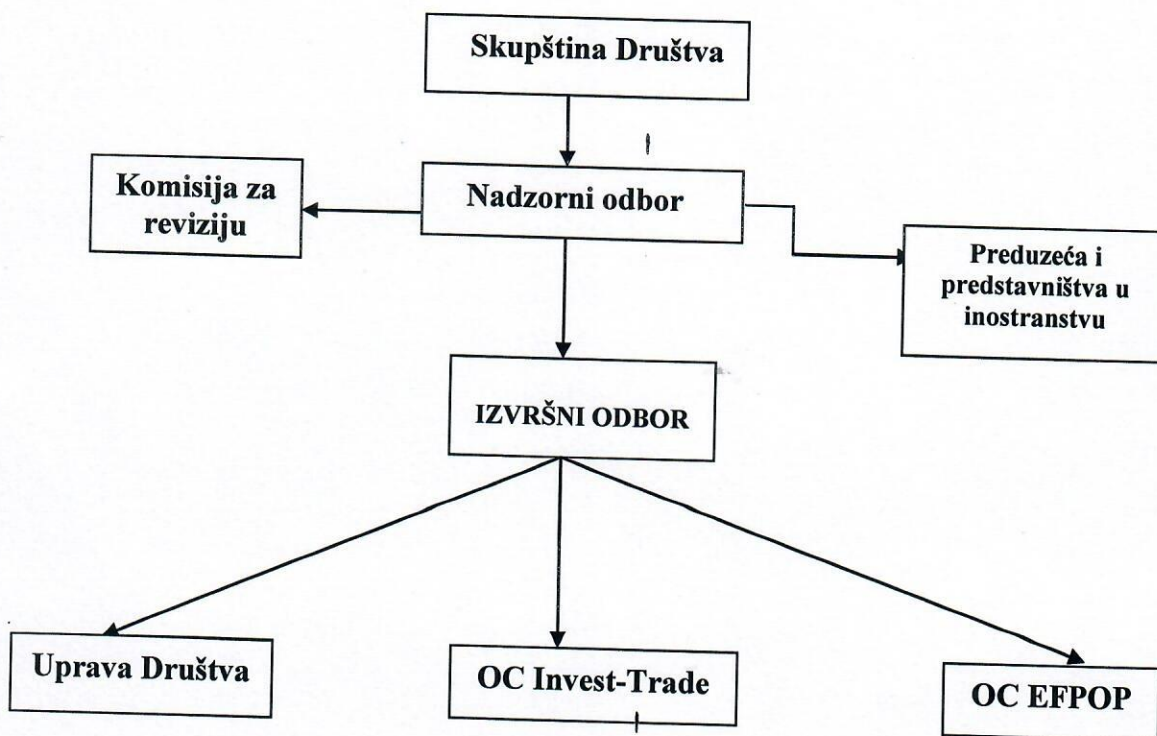 Skupština Društva
Komisija za
reviziju
Nadzorni odbor
Preduzeća i
predstavništva u
inostranstvu
IZVRŠNI ODBOR
Uprava Društva
OC Invest-Trade
OC EFPOP